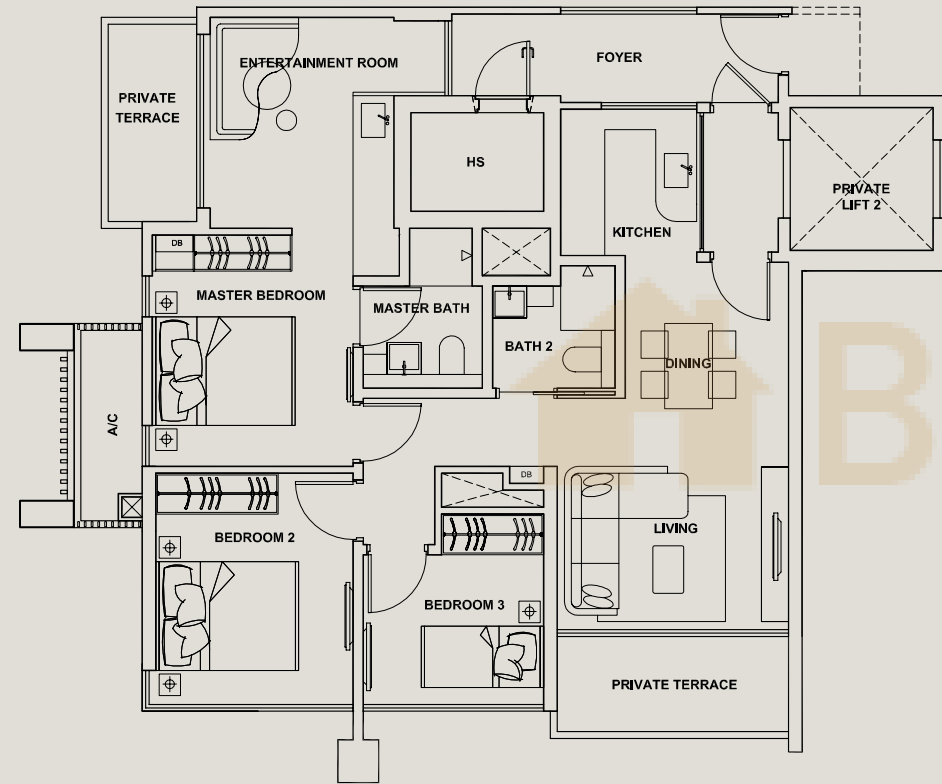 ENTERTAINMENT ROOM
FOYER
PRIVATE
TERRACE
HS
PRIVATE
LIFT 2
KITCHEN
DB
MASTER BEDROOM
MASTER BATH
BATH 2
DINING
A/C
B
DB
BEDROOM 2
LIVING
BEDROOM 3
PRIVATE TERRACE